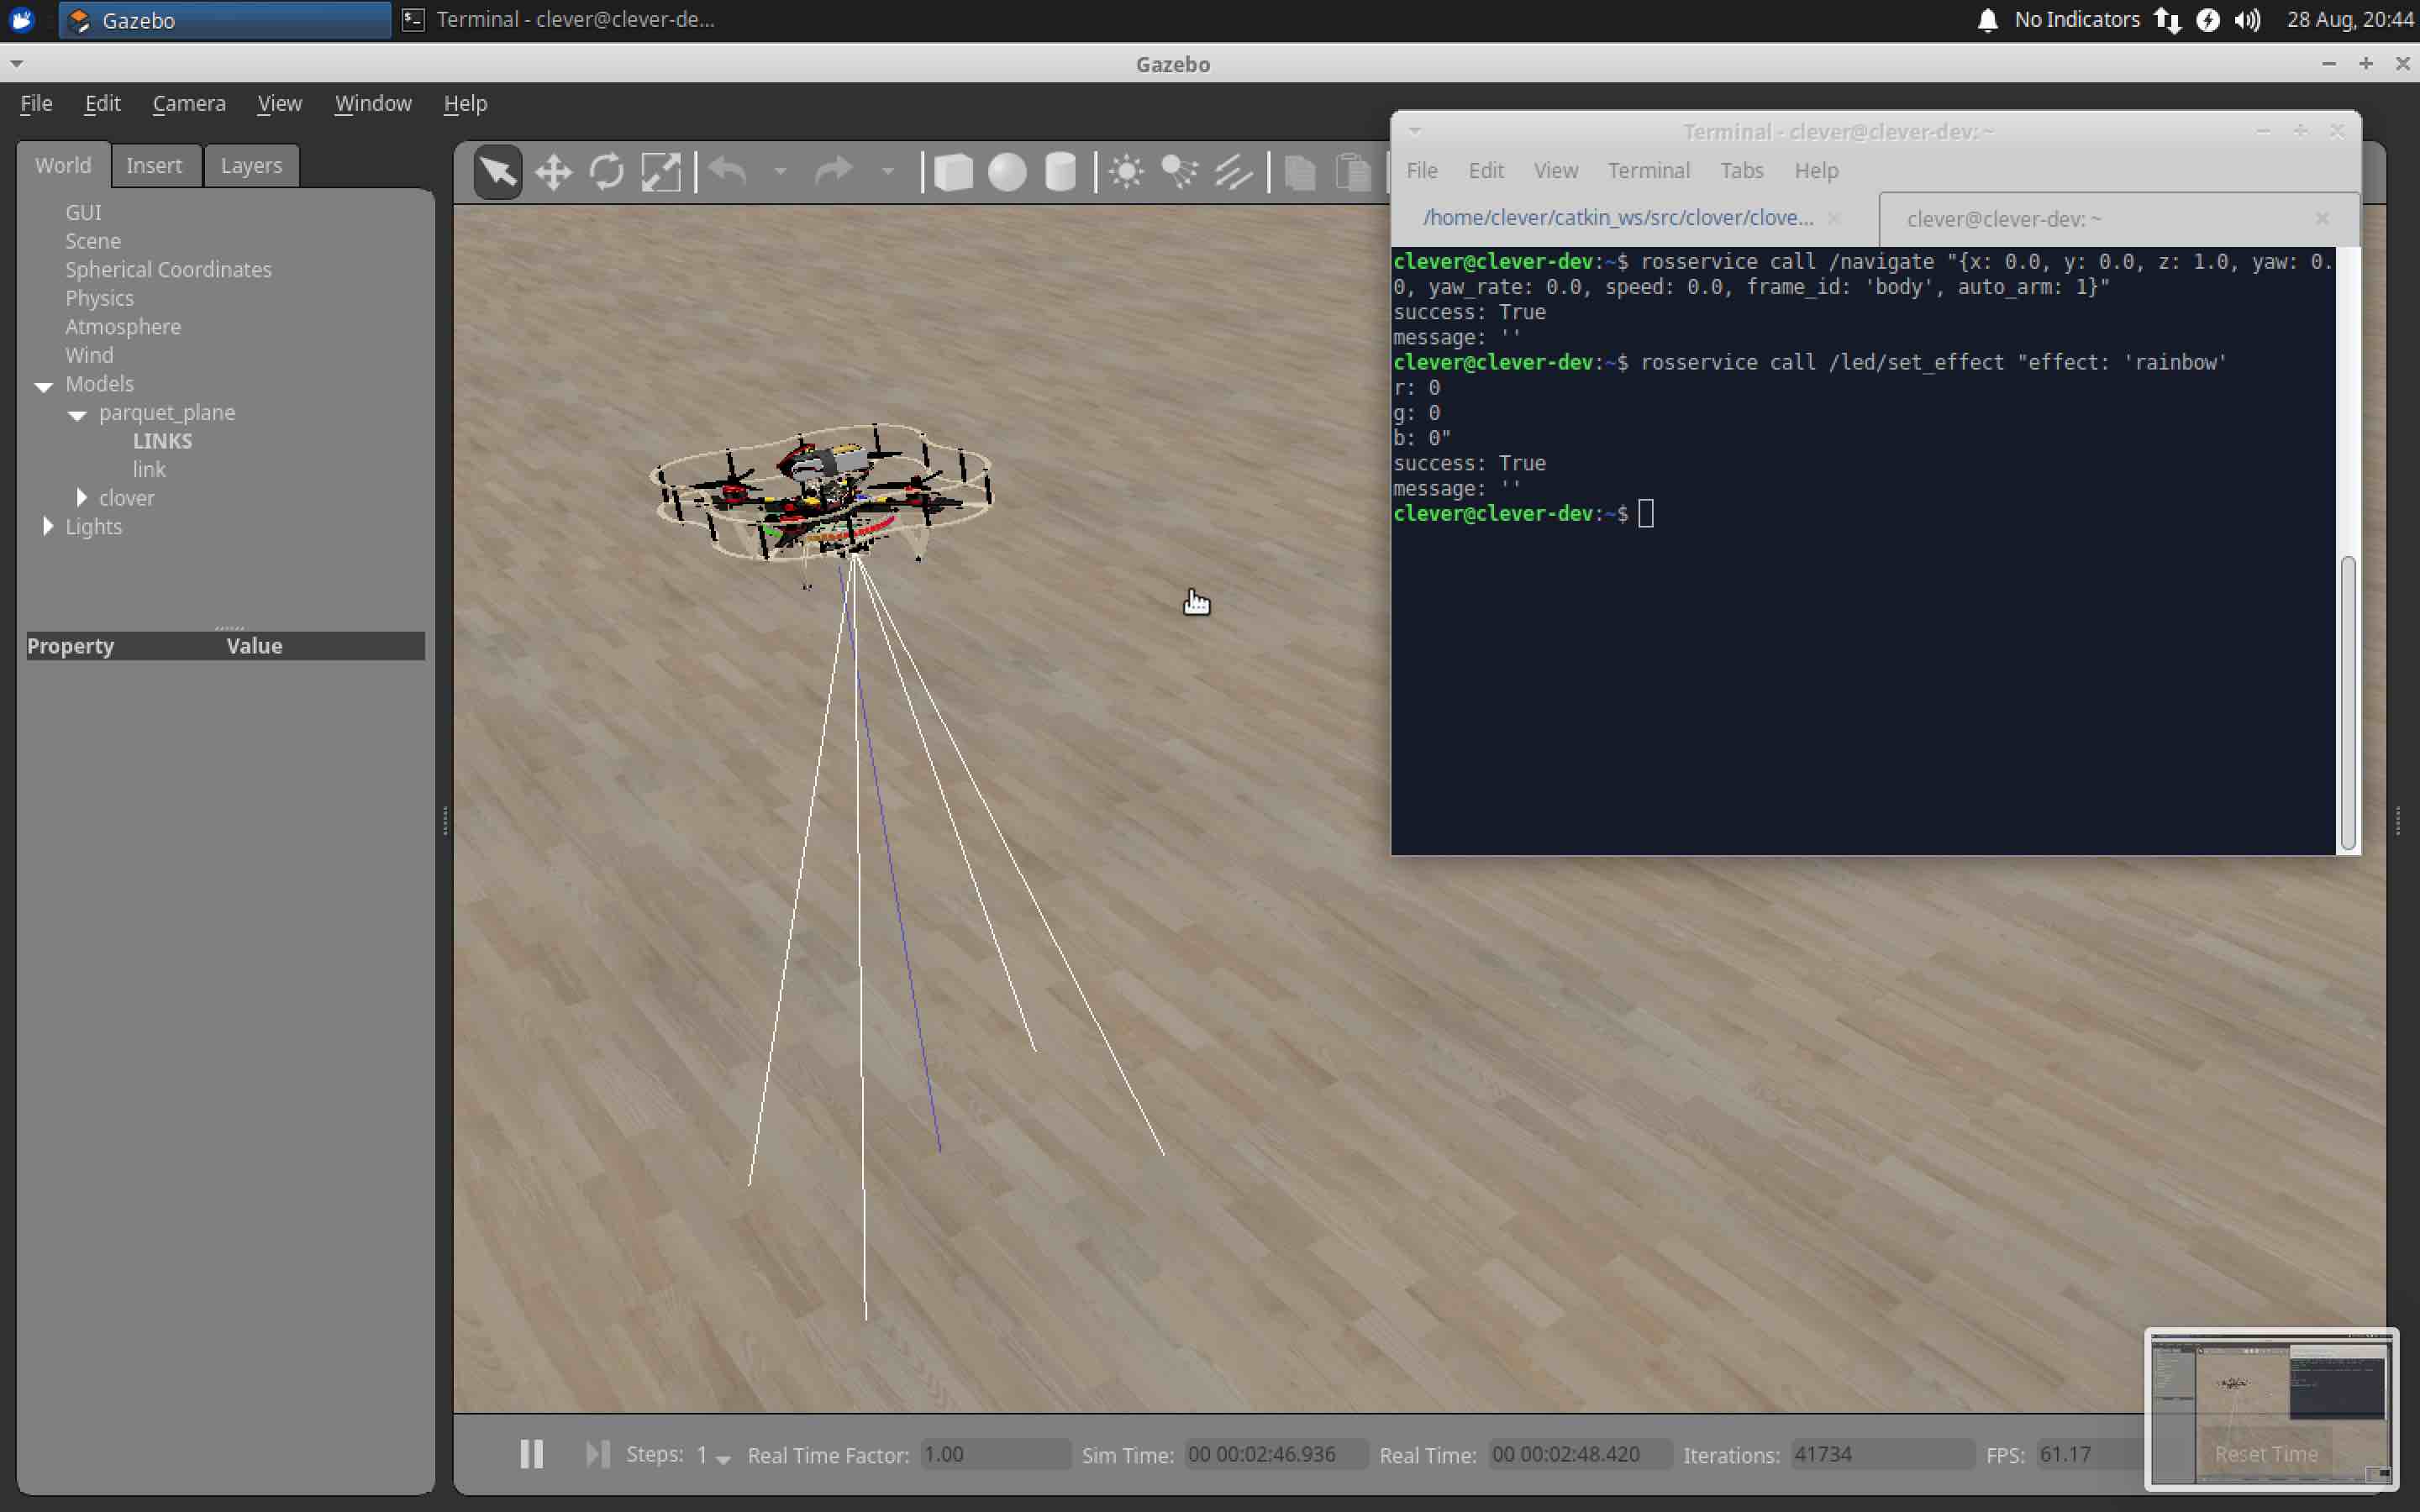 Gazebo
Terminal - clever@clever-de...
No Indicators
28 Aug, 20:44
Gazebo
File Edit Camera View Window Help
World Insert Layers
GUI
Scene
Spherical Coordinates
Physics
Atmosphere
Wind
Models
parquet_plane
LINKS
link
clover
Lights
Property Value
Terminal - clever@clever-dev: ~
File Edit View Terminal Tabs Help
/home/clever/catkin_ws/src/clover/clove...
clever@clever-dev: ~
clever@clever-dev:~$ rosservice call /navigate "{x: 0.0, y: 0.0, z: 1.0, yaw: 0.
0, yaw_rate: 0.0, speed: 0.0, frame_id: 'body', auto_arm: 1}"
success: True
message: ''
clever@clever-dev:~$ rosservice call /led/set_effect "effect: 'rainbow'
r: 0
g: 0
b: 0"
success: True
message: ''
clever@clever-dev:~$
Steps: 1 Real Time Factor: 1.00 Sim Time: 00 00:02:46.936 Real Time: 00 00:02:48.420 Iterations: 41734 FPS: 61.17 Reset Time